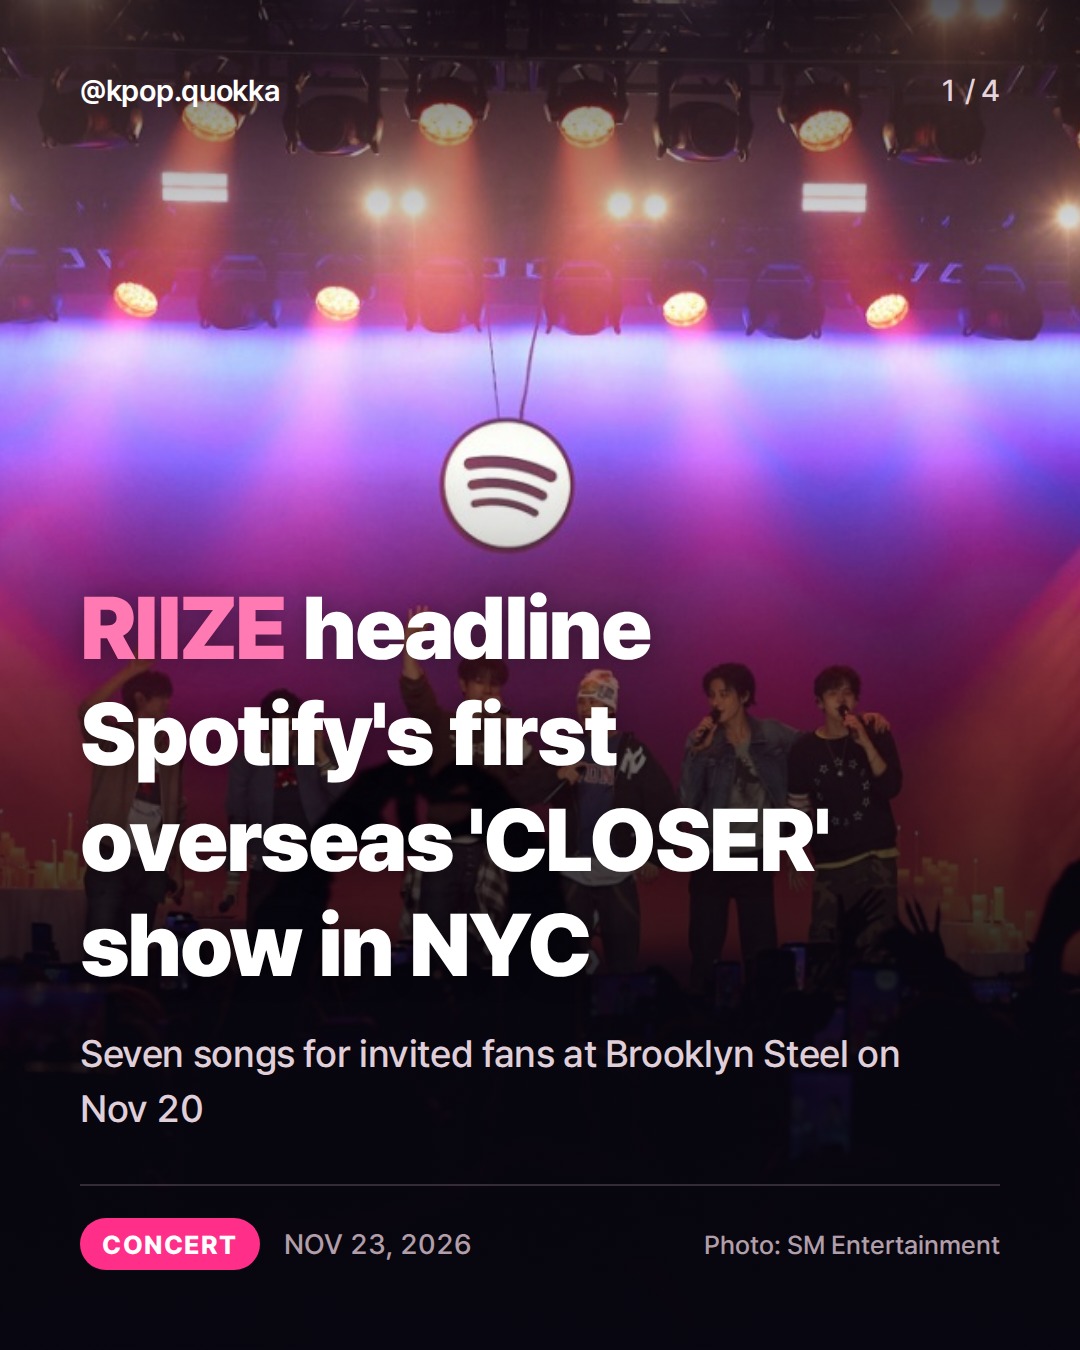 @kpop.quokka
1 / 4
RIIZE headline
Spotify's first
overseas 'CLOSER'
show in NYC
Seven songs for invited fans at Brooklyn Steel on
Nov 20
CONCERT
NOV 23, 2026
Photo: SM Entertainment